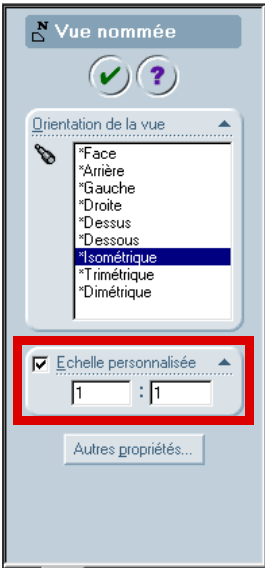 N Vue nommée
?
Orientation de la vue
*Face
*Arrière
*Gauche
*Droite
*Dessus
*Dessous
*Isométrique
*Trimétrique
*Dimétrique
Echelle personnalisée
1 : 1
Autres propriétés...